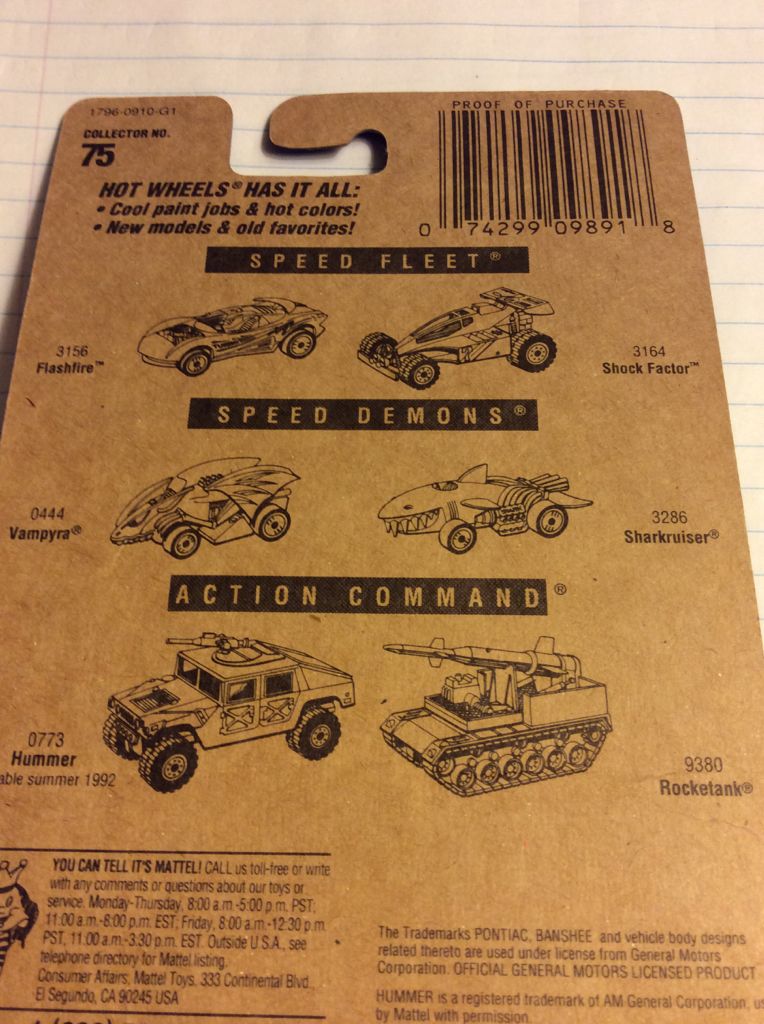 1796-0910-G1
COLLECTOR NO.
75
PROOF OF PURCHASE
0 74299 09891 8
HOT WHEELS® HAS IT ALL:
• Cool paint jobs & hot colors!
• New models & old favorites!
SPEED FLEET®
3156
Flashfire™
3164
Shock Factor™
SPEED DEMONS®
0444
Vampyra®
3286
Sharkruiser®
ACTION COMMAND®
0773
Hummer
able summer 1992
9380
Rocketank®
YOU CAN TELL IT'S MATTEL! CALL us toll-free or write
with any comments or questions about our toys or
service. Monday-Thursday, 8:00 a.m.-5:00 p.m. PST;
11:00 a.m.-8:00 p.m. EST; Friday, 8:00 a.m.-12:30 p.m.
PST, 11:00 a.m.-3:30 p.m. EST. Outside U.S.A., see
telephone directory for Mattel listing.
Consumer Affairs, Mattel Toys, 333 Continental Blvd.,
El Segundo, CA 90245 USA
The Trademarks PONTIAC, BANSHEE and vehicle body designs
related thereto are used under license from General Motors
Corporation. OFFICIAL GENERAL MOTORS LICENSED PRODUCT
HUMMER is a registered trademark of AM General Corporation, us
by Mattel with permission.